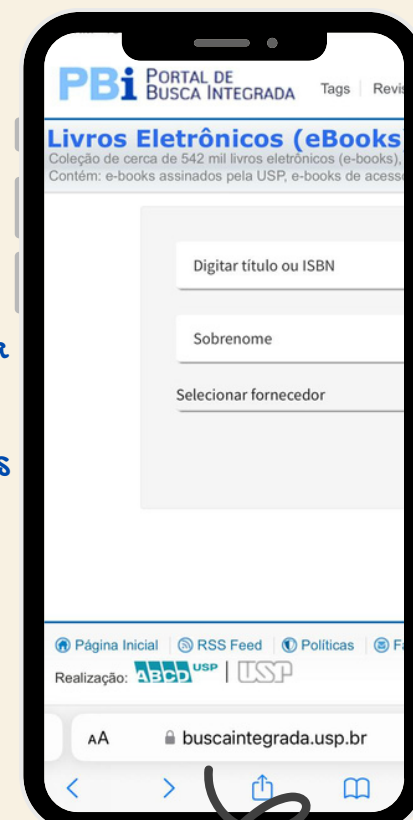 PBi PORTAL DE
BUSCA INTEGRADA
Tags
Livros Eletrônicos (eBooks
Coleção de cerca de 542 mil livros eletrônicos (e-books),
Contém: e-books assinados pela USP, e-books de
Digitar título ou ISBN
Sobrenome
Selecionar fornecedor
Página Inicial RSS Feed Políticas
Realização: ABCD USP | USP
AA buscaintegrada.usp.br